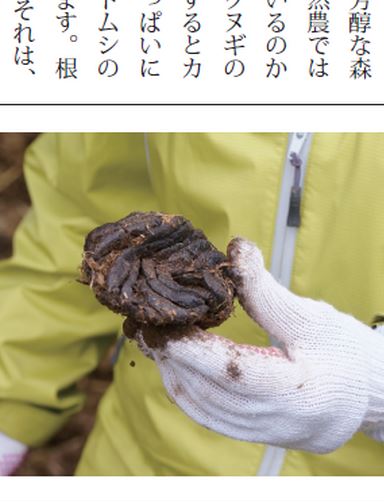 芳醇な森
然農では
いるのか
クヌギの
するとカ
っぱいに
トムシの
ます。根
それは、